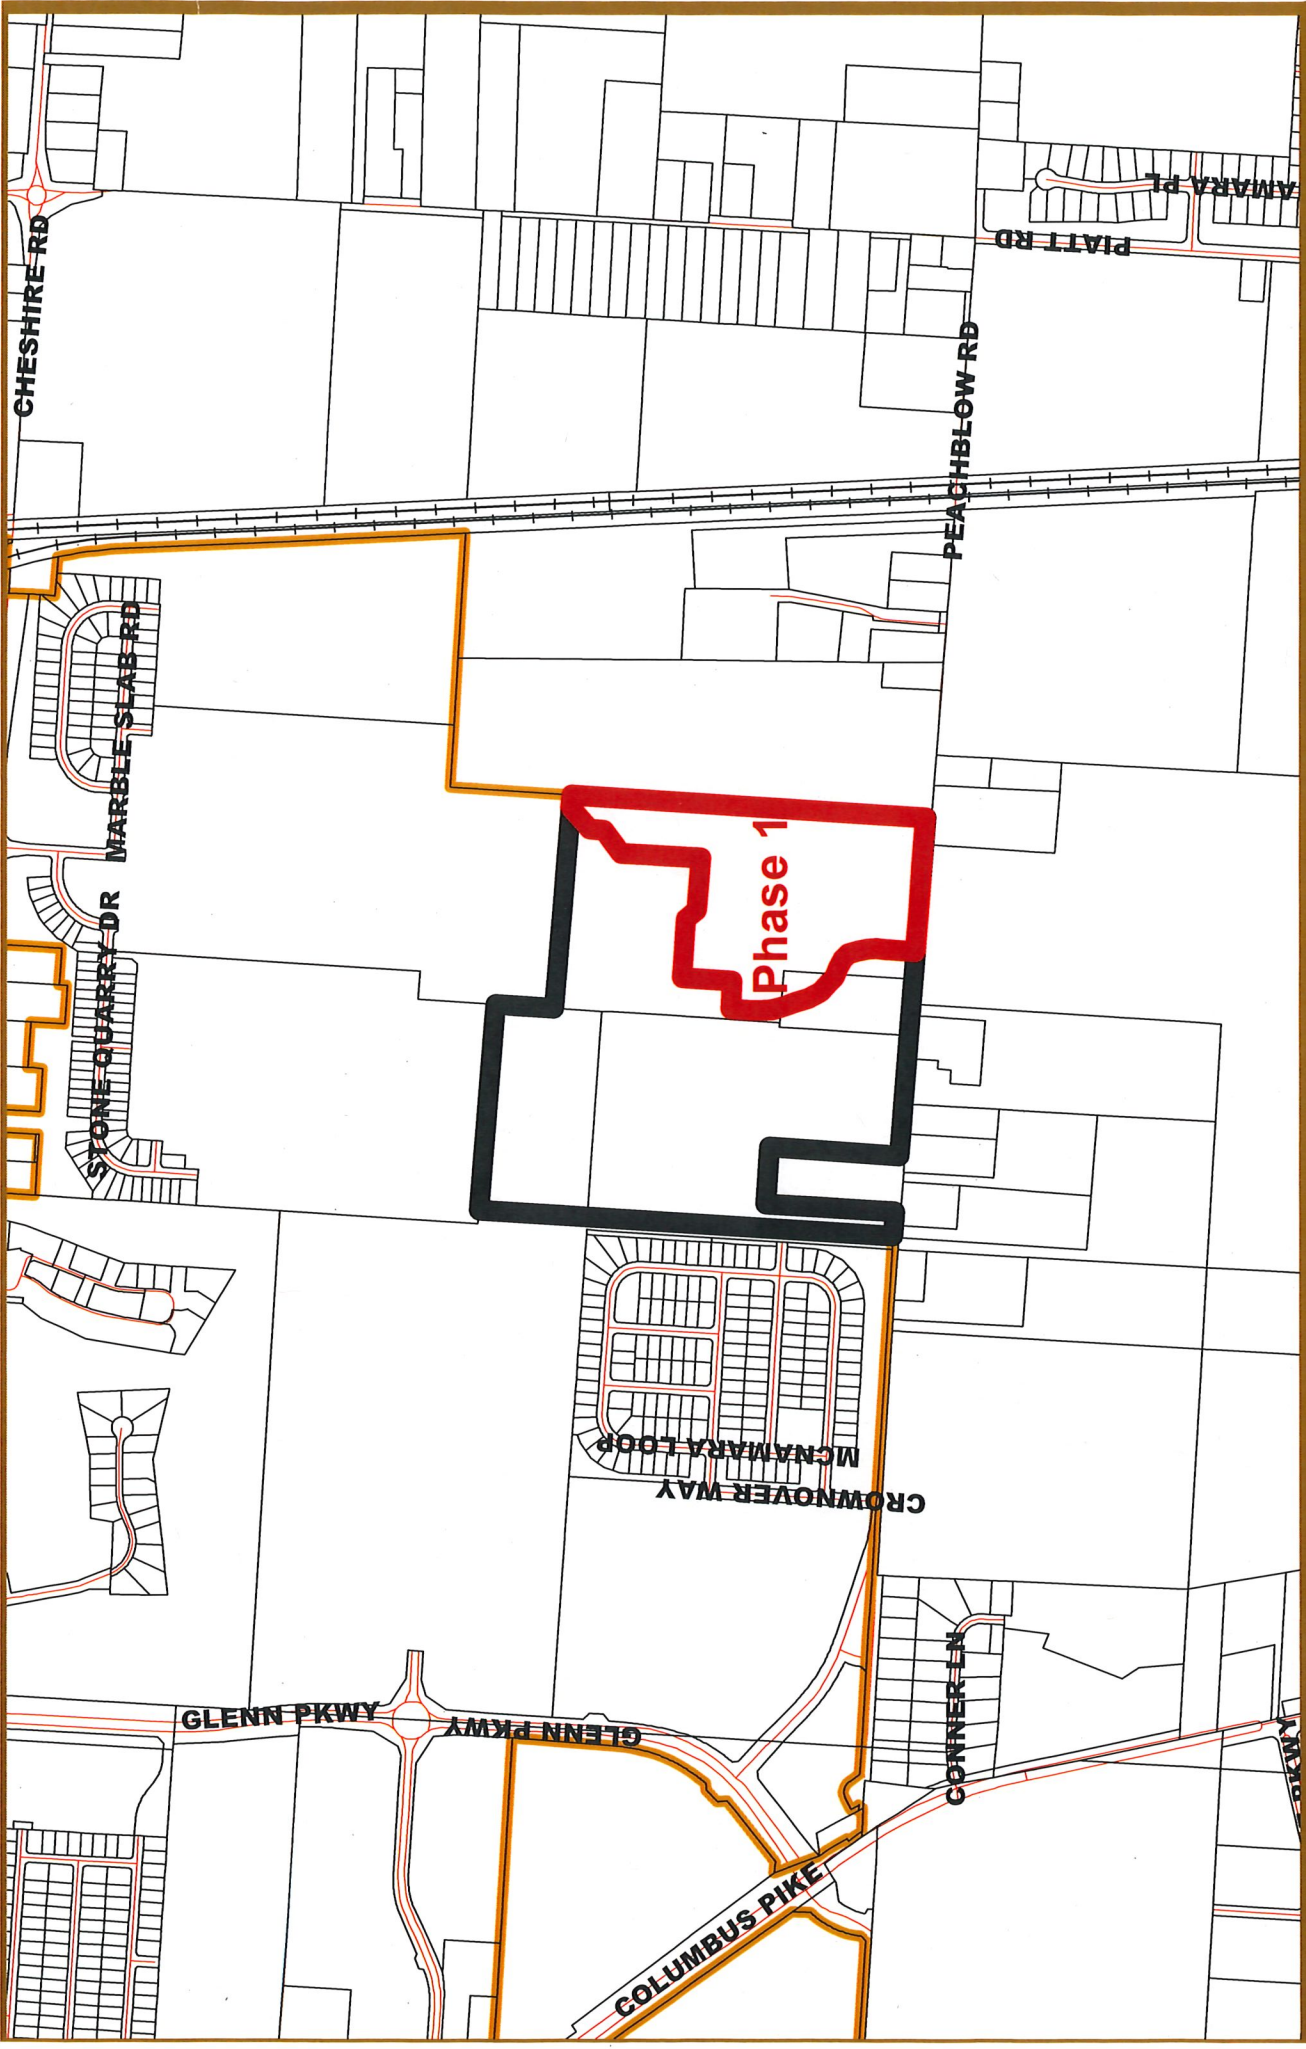 AMARA PL
PIATT RD
CHESHIRE RD
PEACHBLOW RD
MARBLE SLAB RD
Phase 1
STONE QUARRY DR
MCNAMARA LOOP
CROWNOVER WAY
GLENN PKWY
GLENN PKWY
CONNER LN
PKWY
COLUMBUS PIKE